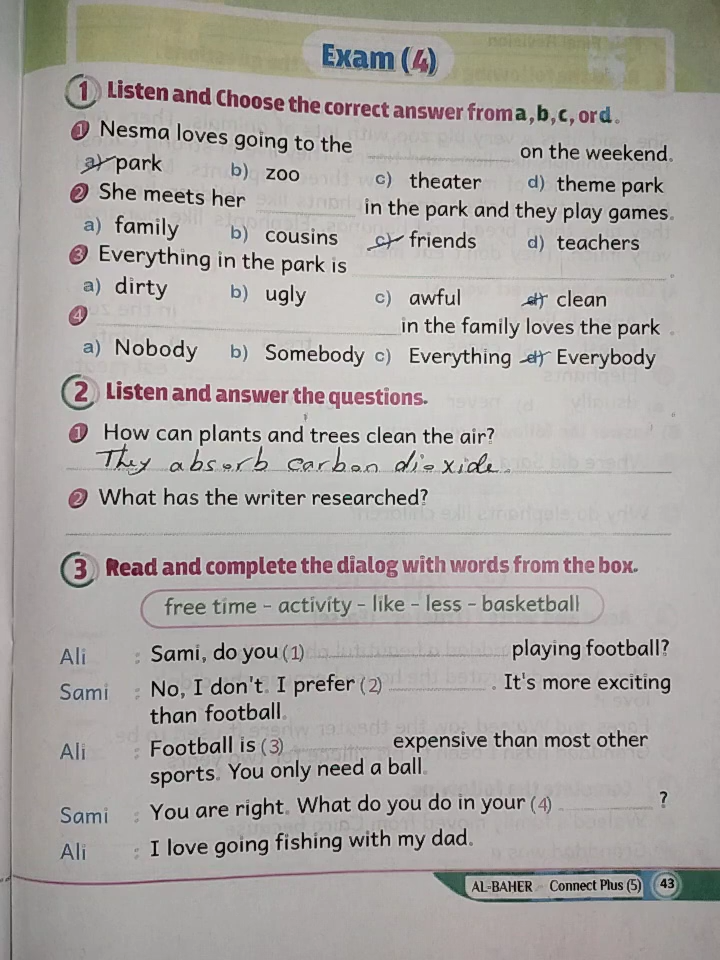 Exam (4)
1 Listen and Choose the correct answer from a, b, c, or d.
1 Nesma loves going to the ............ on the weekend.
a) park b) zoo c) theater d) theme park
2 She meets her ............ in the park and they play games.
a) family b) cousins c) friends d) teachers
3 Everything in the park is ............ .
a) dirty b) ugly c) awful d) clean
4 ............ in the family loves the park .
a) Nobody b) Somebody c) Everything d) Everybody
2 Listen and answer the questions.
1 How can plants and trees clean the air?
They absorb carbon dioxide.
2 What has the writer researched?
3 Read and complete the dialog with words from the box.
free time - activity - like - less - basketball
Ali : Sami, do you (1) ............ playing football?
Sami : No, I don't. I prefer (2) ............ . It's more exciting
than football.
Ali : Football is (3) ............ expensive than most other
sports. You only need a ball.
Sami : You are right. What do you do in your (4) ............ ?
Ali : I love going fishing with my dad.
AL-BAHER - Connect Plus (5) 43